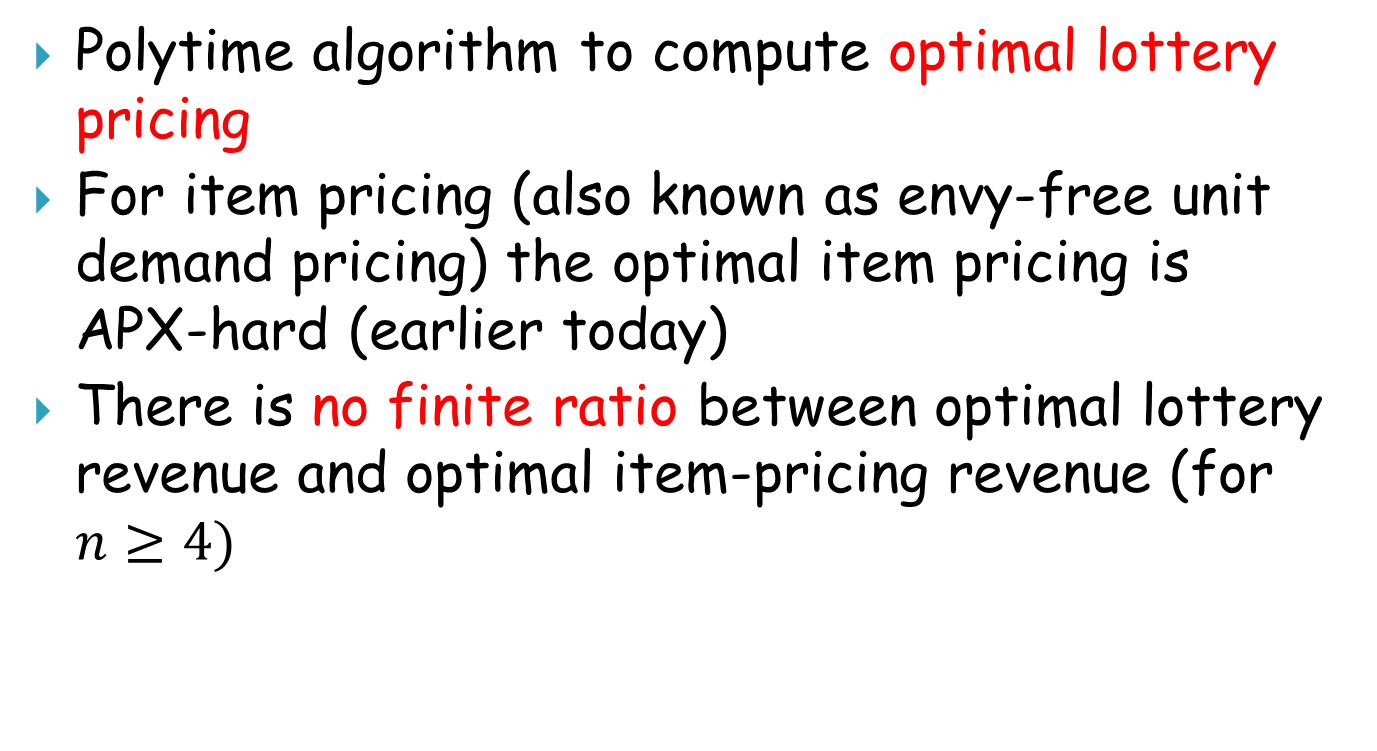 Polytime algorithm to compute optimal lottery
pricing
For item pricing (also known as envy-free unit
demand pricing) the optimal item pricing is
APX-hard (earlier today)
There is no finite ratio between optimal lottery
revenue and optimal item-pricing revenue (for
n ≥ 4)